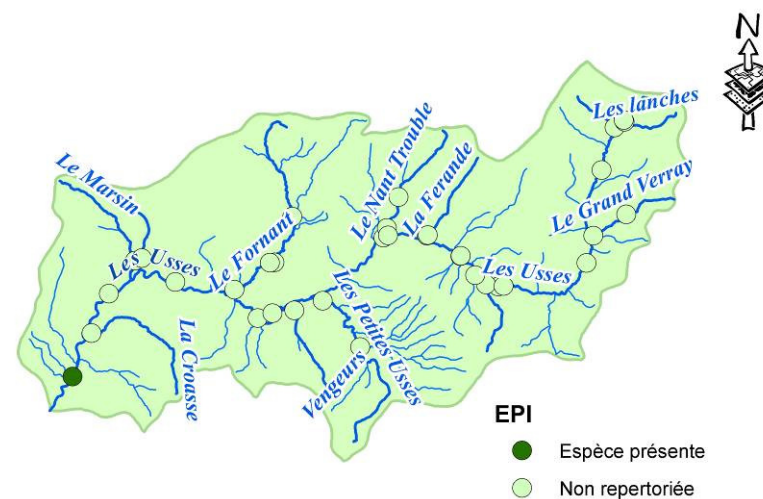 N
Les lanches
Le Nant Trouble
La Ferande
Le Marsin
Le Grand Verray
Le Fornant
Les Usses
Les Usses
Les Petites Usses
La Croasse
Vengeurs
EPI
Espèce présente
Non repertoriée